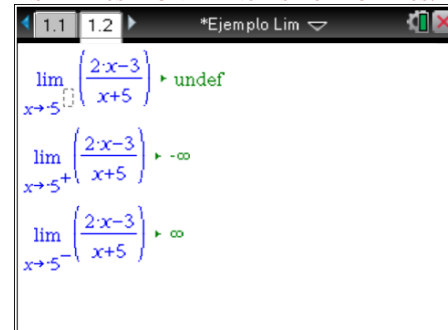 1.1 1.2 *Ejemplo Lim
lim x→-5 (2·x-3 / x+5) ▸ undef
lim x→-5⁺ (2·x-3 / x+5) ▸ -∞
lim x→-5⁻ (2·x-3 / x+5) ▸ ∞